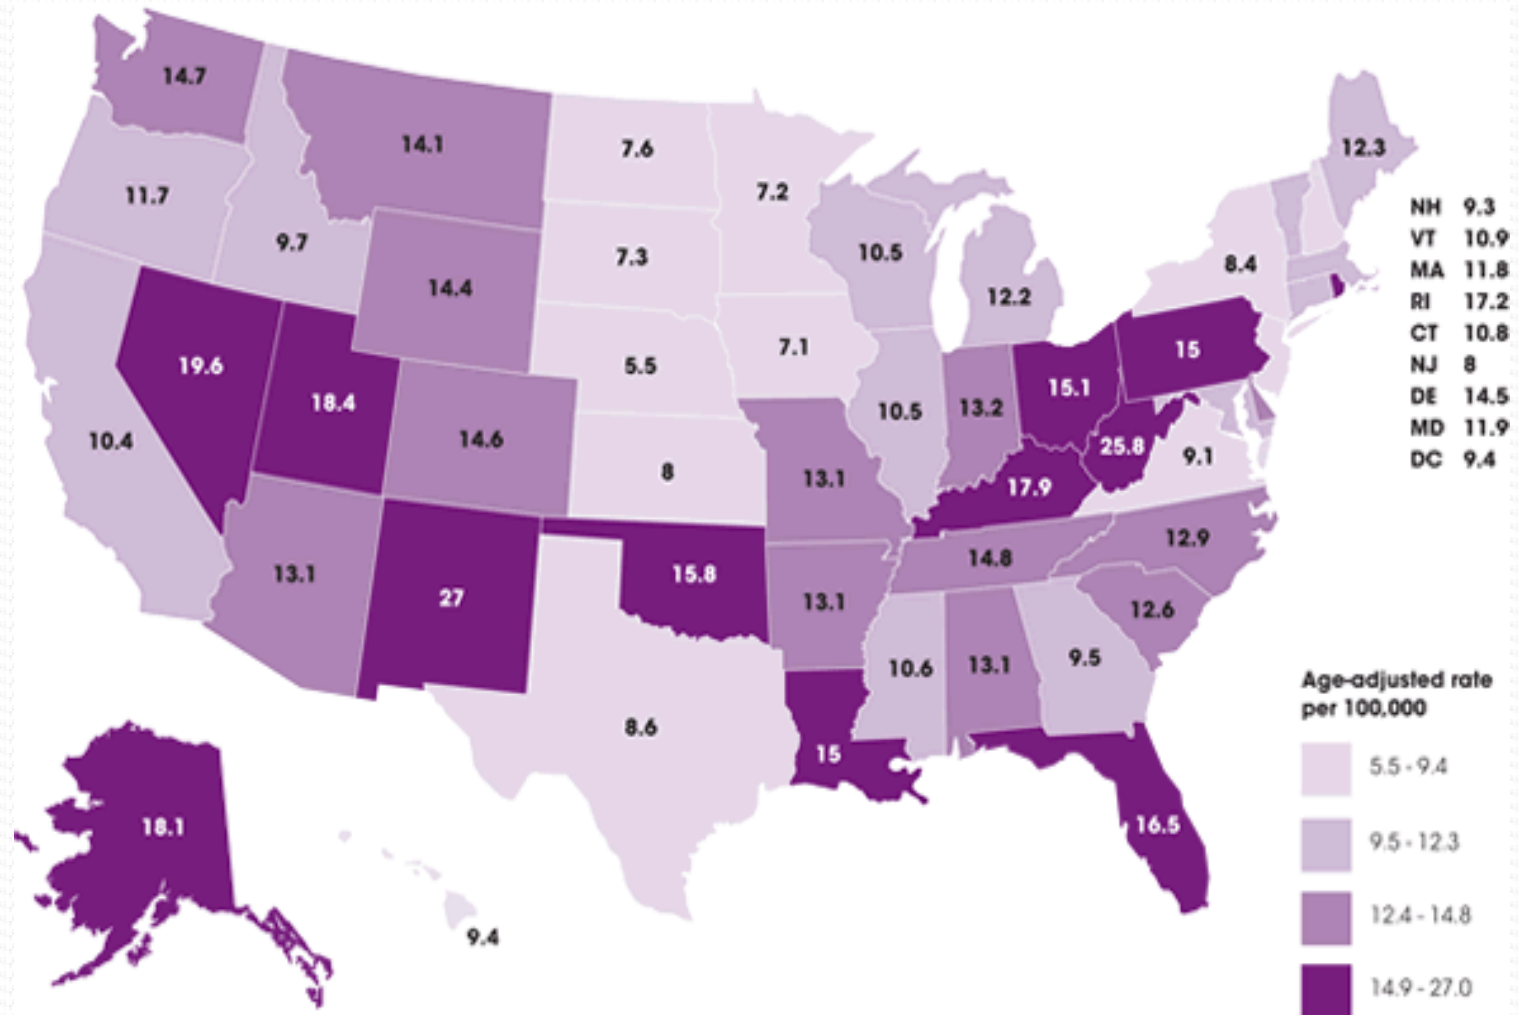 14.7
14.1
7.6
7.2
12.3
11.7
9.7
14.4
7.3
10.5
12.2
8.4
NH 9.3
VT 10.9
MA 11.8
RI 17.2
CT 10.8
NJ 8
DE 14.5
MD 11.9
DC 9.4
19.6
18.4
5.5
7.1
15.1
15
10.4
14.6
8
13.1
10.5
13.2
25.8
9.1
17.9
13.1
27
15.8
13.1
14.8
12.9
12.6
8.6
15
10.6
13.1
9.5
16.5
18.1
9.4
Age-adjusted rate
per 100,000
5.5 - 9.4
9.5 - 12.3
12.4 - 14.8
14.9 - 27.0